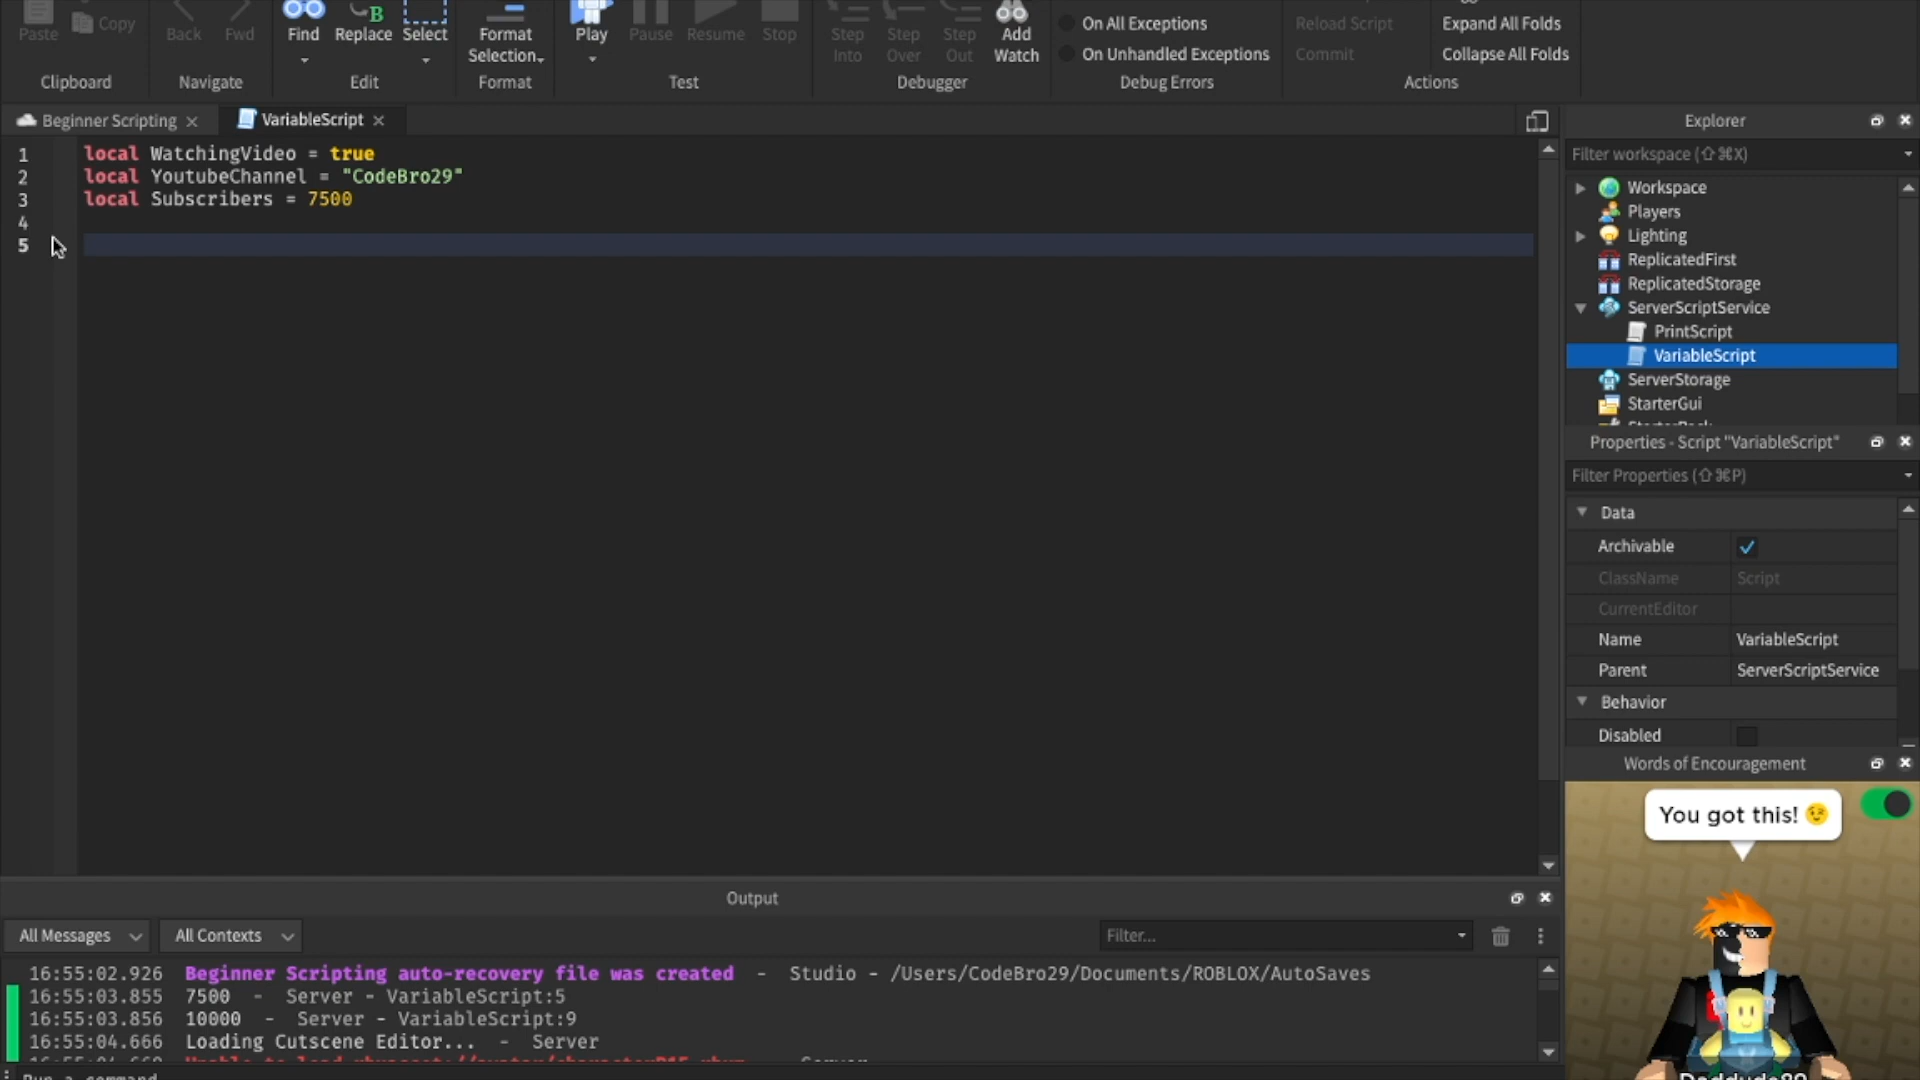 Paste Copy
Clipboard
Back Fwd
Navigate
Find Replace Select
Edit
Format Selection
Format
Play Pause Resume Stop
Test
Step Into Step Over Step Out Add Watch
Debugger
On All Exceptions
On Unhandled Exceptions
Debug Errors
Reload Script
Commit
Expand All Folds
Collapse All Folds
Actions
Beginner Scripting
VariableScript
1 local WatchingVideo = true
2 local YoutubeChannel = "CodeBro29"
3 local Subscribers = 7500
4
5
Explorer
Filter workspace (⇧⌘X)
Workspace
Players
Lighting
ReplicatedFirst
ReplicatedStorage
ServerScriptService
PrintScript
VariableScript
ServerStorage
StarterGui
Properties - Script "VariableScript"
Filter Properties (⇧⌘P)
Data
Archivable
ClassName Script
CurrentEditor
Name VariableScript
Parent ServerScriptService
Behavior
Disabled
Words of Encouragement
You got this! 😉
Output
All Messages All Contexts Filter...
16:55:02.926 Beginner Scripting auto-recovery file was created - Studio - /Users/CodeBro29/Documents/ROBLOX/AutoSaves
16:55:03.855 7500 - Server - VariableScript:5
16:55:03.856 10000 - Server - VariableScript:9
16:55:04.666 Loading Cutscene Editor... - Server
Run a command